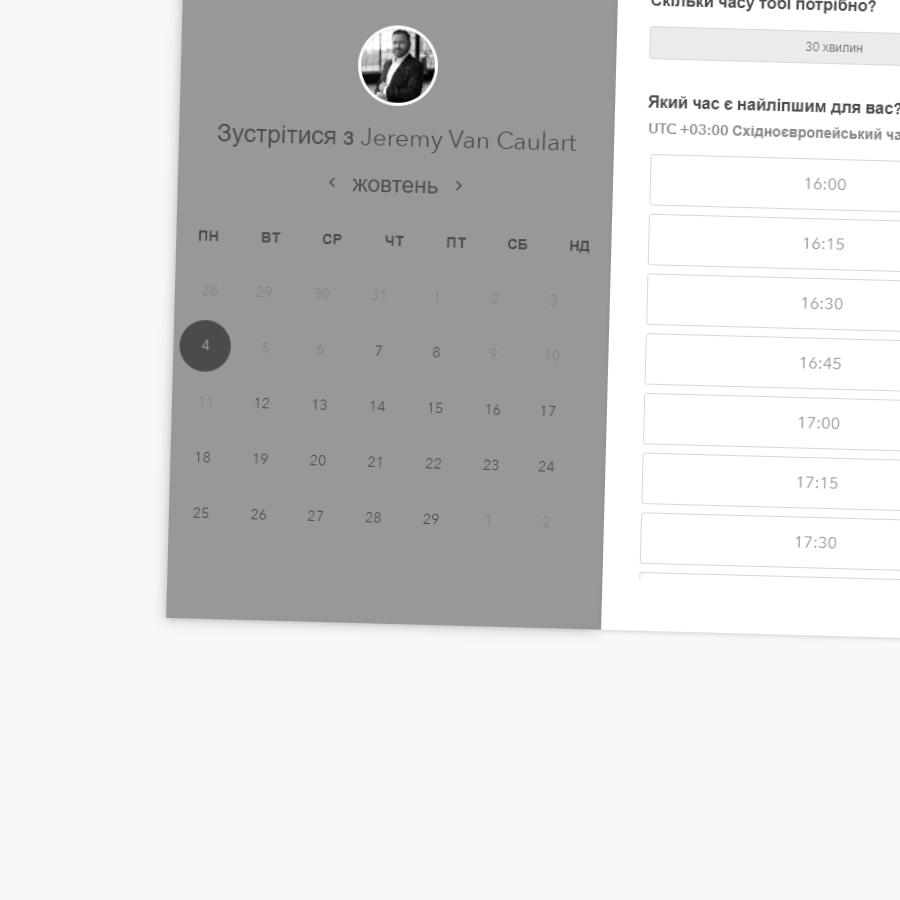 Зустрітися з Jeremy Van Caulart
жовтень
ПН ВТ СР ЧТ ПТ СБ НД
28 29 30 31 1 2 3
4 5 6 7 8 9 10
11 12 13 14 15 16 17
18 19 20 21 22 23 24
25 26 27 28 29 1 2
Скільки часу тобі потрібно?
30 хвилин
Який час є найліпшим для вас?
UTC +03:00 Східноєвропейський
16:00
16:15
16:30
16:45
17:00
17:15
17:30